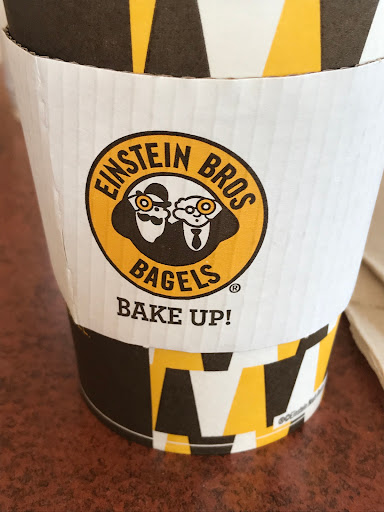 EINSTEIN BROS
BAGELS
®
BAKE UP!